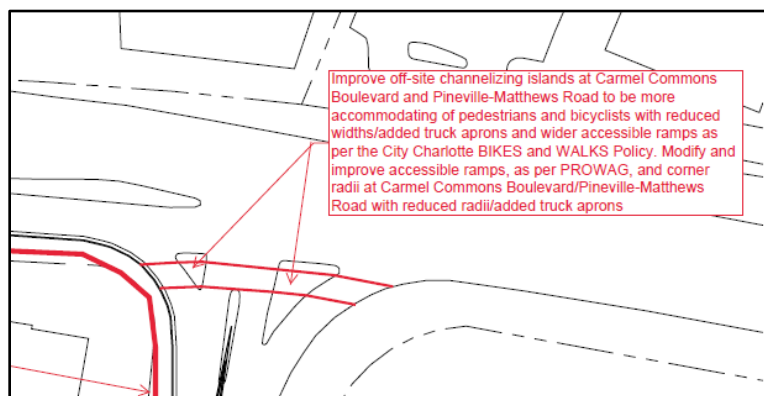 Improve off-site channelizing islands at Carmel Commons
Boulevard and Pineville-Matthews Road to be more
accommodating of pedestrians and bicyclists with reduced
widths/added truck aprons and wider accessible ramps as
per the City Charlotte BIKES and WALKS Policy. Modify and
improve accessible ramps, as per PROWAG, and corner
radii at Carmel Commons Boulevard/Pineville-Matthews
Road with reduced radii/added truck aprons